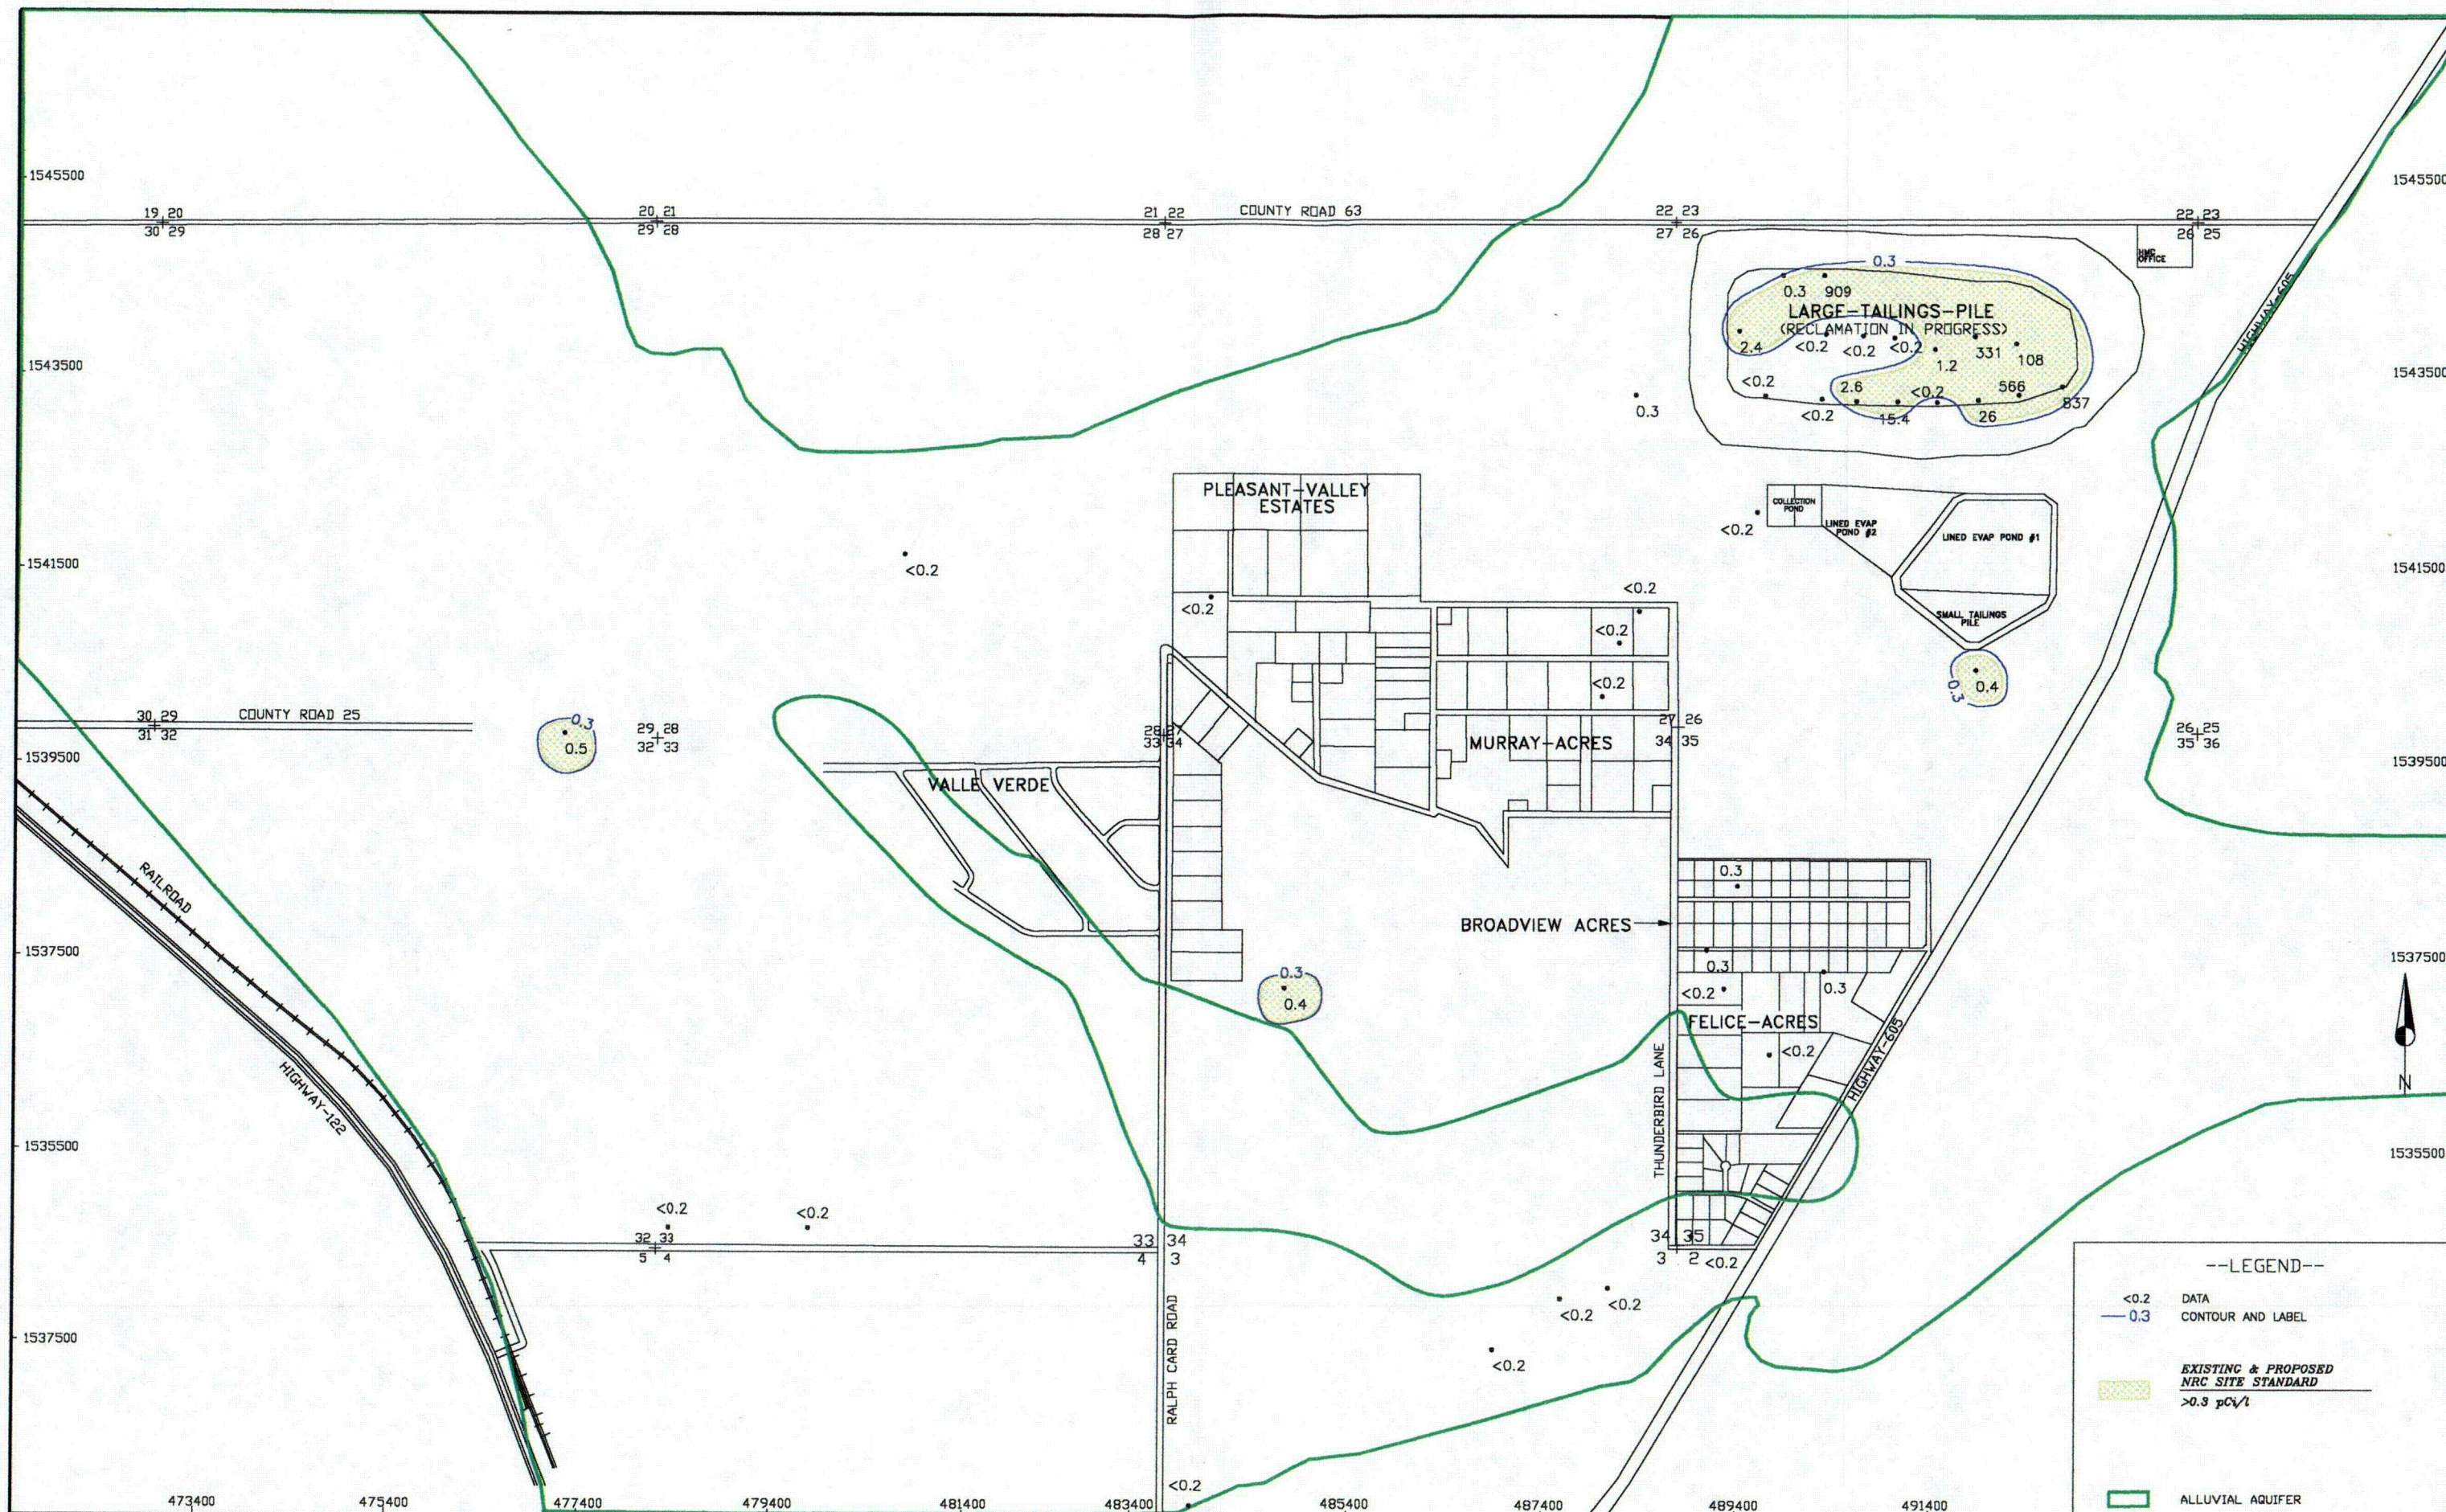 1545500
1545500
19 20
30 29
20 21
29 28
21 22
28 27
COUNTY ROAD 63
22 23
27 26
22 23
26 25
HMC
OFFICE
0.3
0.3 909
LARGE-TAILINGS-PILE
(RECLAMATION IN PROGRESS)
2.4
<0.2
<0.2
<0.2
1.2
331
108
HIGHWAY-605
1543500
1543500
<0.2
2.6
<0.2
566
837
0.3
<0.2
15.4
26
PLEASANT-VALLEY
ESTATES
COLLECTION
POND
<0.2
LINED EVAP
POND #2
LINED EVAP POND #1
1541500
1541500
<0.2
<0.2
<0.2
<0.2
SMALL TAILINGS
PILE
<0.2
0.3
0.4
30 29
31 32
COUNTY ROAD 25
0.3
0.5
29 28
32 33
28 27
33 34
27 26
34 35
26 25
35 36
MURRAY-ACRES
1539500
1539500
VALLE VERDE
RAILROAD
0.3
BROADVIEW ACRES
1537500
1537500
0.3
0.4
0.3
<0.2
0.3
FELICE-ACRES
<0.2
HIGHWAY-605
THUNDERBIRD LANE
HIGHWAY-122
N
1535500
1535500
<0.2
<0.2
32 33
5 4
33 34
4 3
34 35
3 2
<0.2
<0.2
<0.2
<0.2
1537500
RALPH CARD ROAD
<0.2
--LEGEND--
<0.2 DATA
0.3 CONTOUR AND LABEL
EXISTING & PROPOSED
NRC SITE STANDARD
>0.3 pCi/l
ALLUVIAL AQUIFER
473400
475400
477400
479400
481400
483400
485400
487400
489400
491400